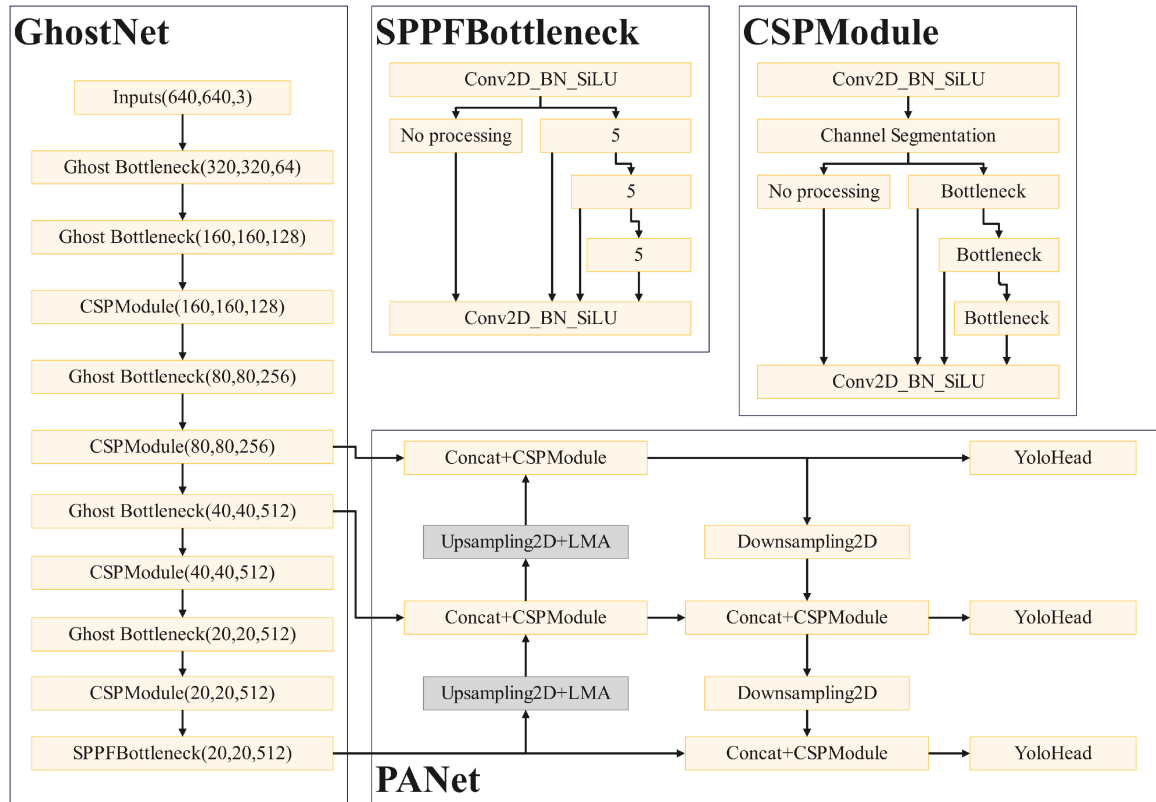 GhostNet
Inputs(640,640,3)
Ghost Bottleneck(320,320,64)
Ghost Bottleneck(160,160,128)
CSPModule(160,160,128)
Ghost Bottleneck(80,80,256)
CSPModule(80,80,256)
Ghost Bottleneck(40,40,512)
CSPModule(40,40,512)
Ghost Bottleneck(20,20,512)
CSPModule(20,20,512)
SPPFBottleneck(20,20,512)
SPPFBottleneck
Conv2D_BN_SiLU
No processing
5
5
5
Conv2D_BN_SiLU
CSPModule
Conv2D_BN_SiLU
Channel Segmentation
No processing
Bottleneck
Bottleneck
Bottleneck
Conv2D_BN_SiLU
Concat+CSPModule
YoloHead
Upsampling2D+LMA
Downsampling2D
Concat+CSPModule
Concat+CSPModule
YoloHead
Upsampling2D+LMA
Downsampling2D
Concat+CSPModule
YoloHead
PANet